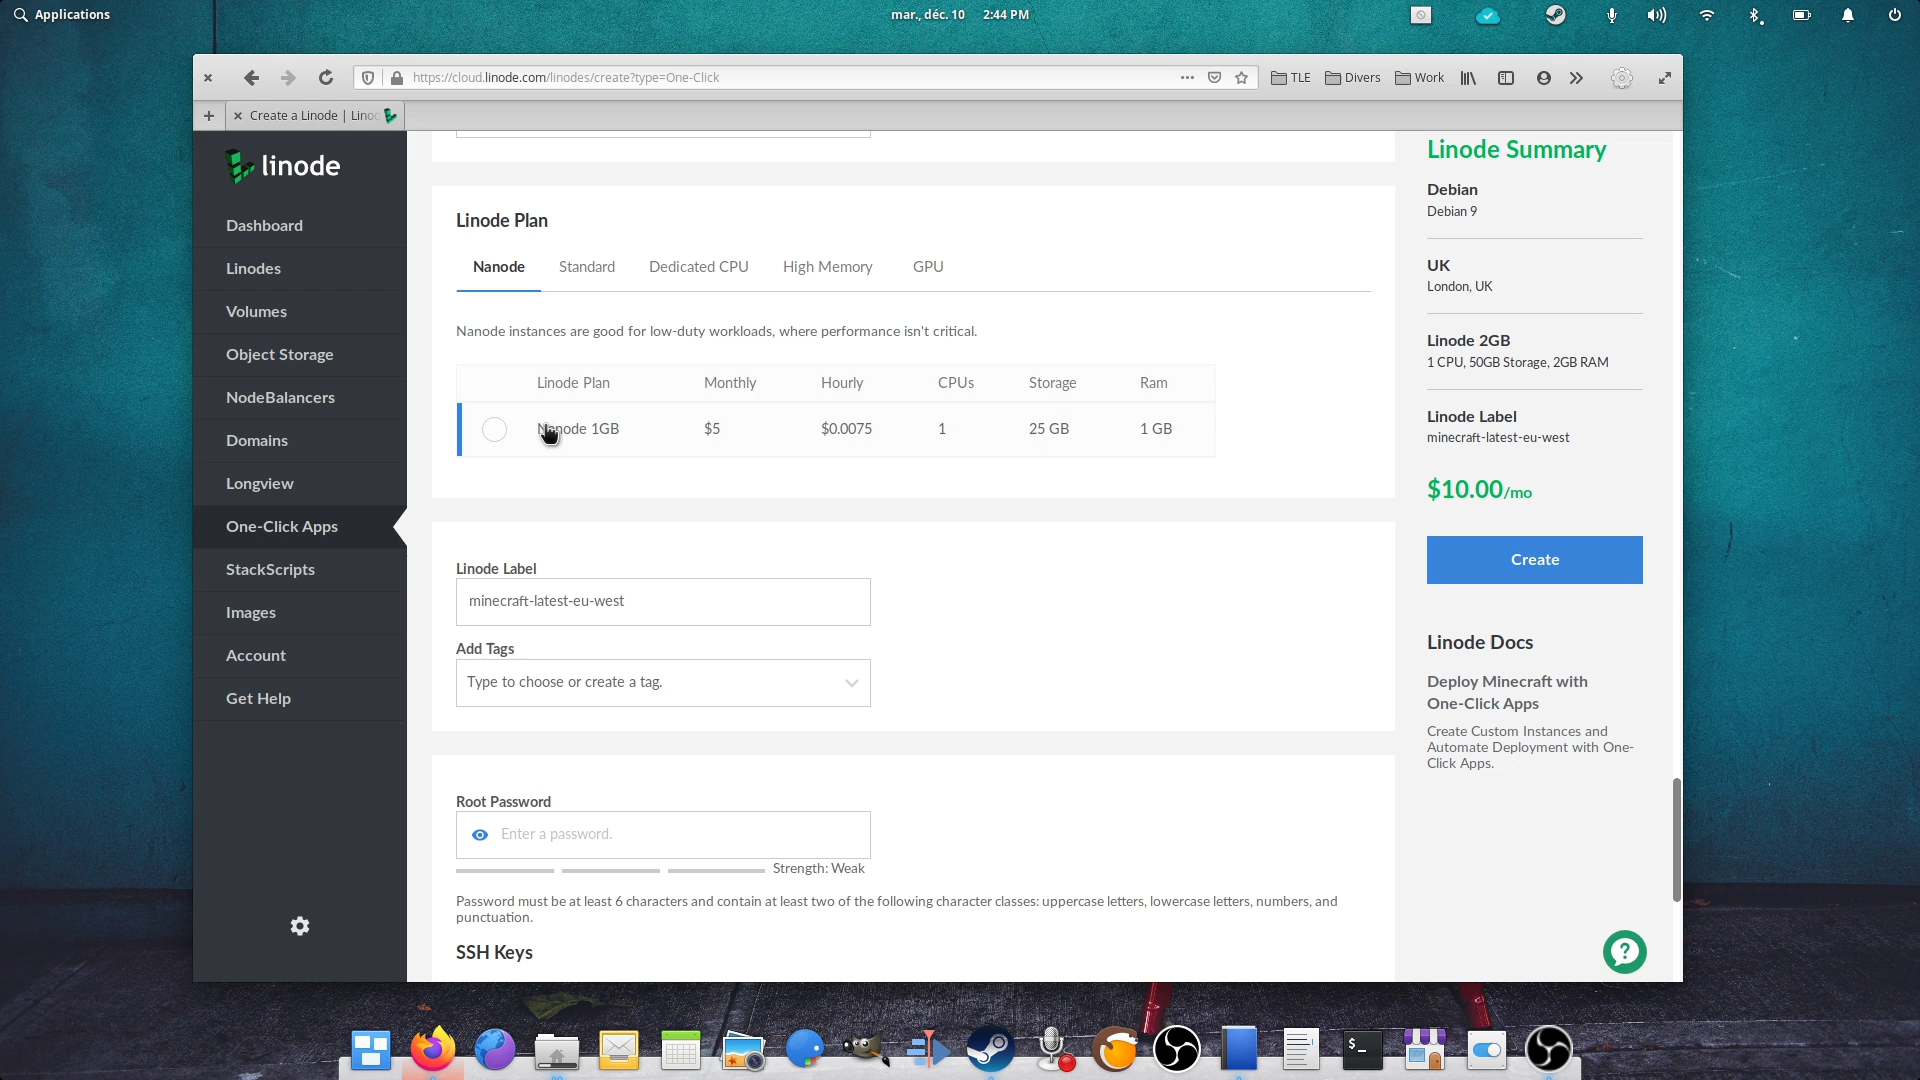 Applications
mar., déc. 10 2:44 PM
https://cloud.linode.com/linodes/create?type=One-Click
TLE
Divers
Work
Create a Linode | Lino
linode
Dashboard
Linodes
Volumes
Object Storage
NodeBalancers
Domains
Longview
One-Click Apps
StackScripts
Images
Account
Get Help
Linode Plan
Nanode Standard Dedicated CPU High Memory GPU
Nanode instances are good for low-duty workloads, where performance isn't critical.
Linode Plan Monthly Hourly CPUs Storage Ram
Nanode 1GB $5 $0.0075 1 25 GB 1 GB
Linode Label
minecraft-latest-eu-west
Add Tags
Type to choose or create a tag.
Root Password
Enter a password.
Strength: Weak
Password must be at least 6 characters and contain at least two of the following character classes: uppercase letters, lowercase letters, numbers, and
punctuation.
SSH Keys
Linode Summary
Debian
Debian 9
UK
London, UK
Linode 2GB
1 CPU, 50GB Storage, 2GB RAM
Linode Label
minecraft-latest-eu-west
$10.00/mo
Create
Linode Docs
Deploy Minecraft with
One-Click Apps
Create Custom Instances and
Automate Deployment with One-
Click Apps.
?
$_